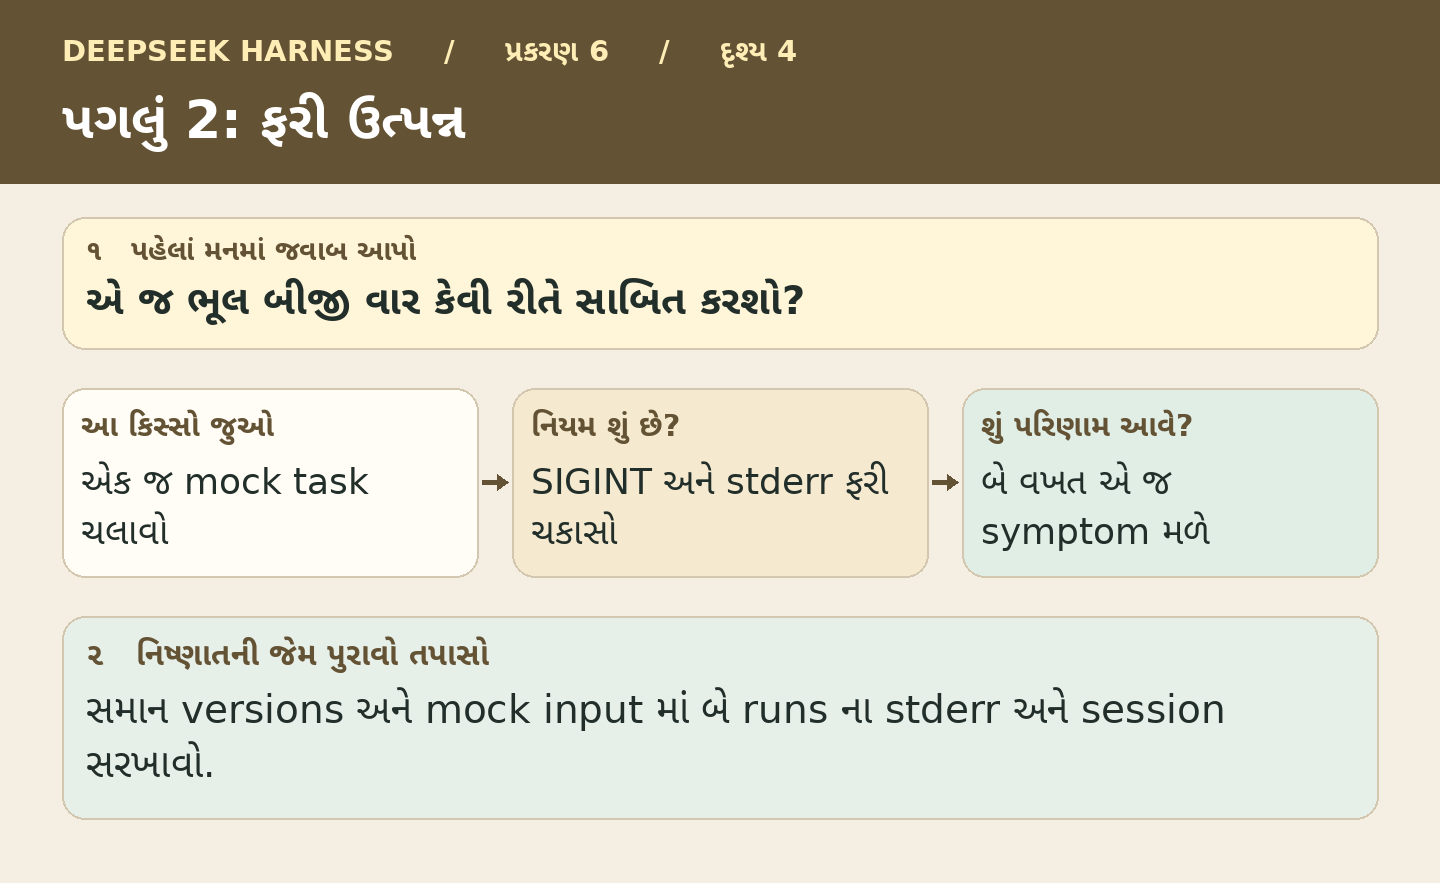 DEEPSEEK HARNESS / પ્રકરણ 6 / દૃશ્ય 4
પગલું 2: ફરી ઉત્પન્ન
૧ પહેલાં મનમાં જવાબ આપો
એ જ ભૂલ બીજી વાર કેવી રીતે સાબિત કરશો?
આ કિસ્સો જુઓ
એક જ mock task
ચલાવો
નિયમ શું છે?
SIGINT અને stderr ફરી
ચકાસો
શું પરિણામ આવે?
બે વખત એ જ
symptom મળે
૨ નિષ્ણાતની જેમ પુરાવો તપાસો
સમાન versions અને mock input માં બે runs ના stderr અને session
સરખાવો.